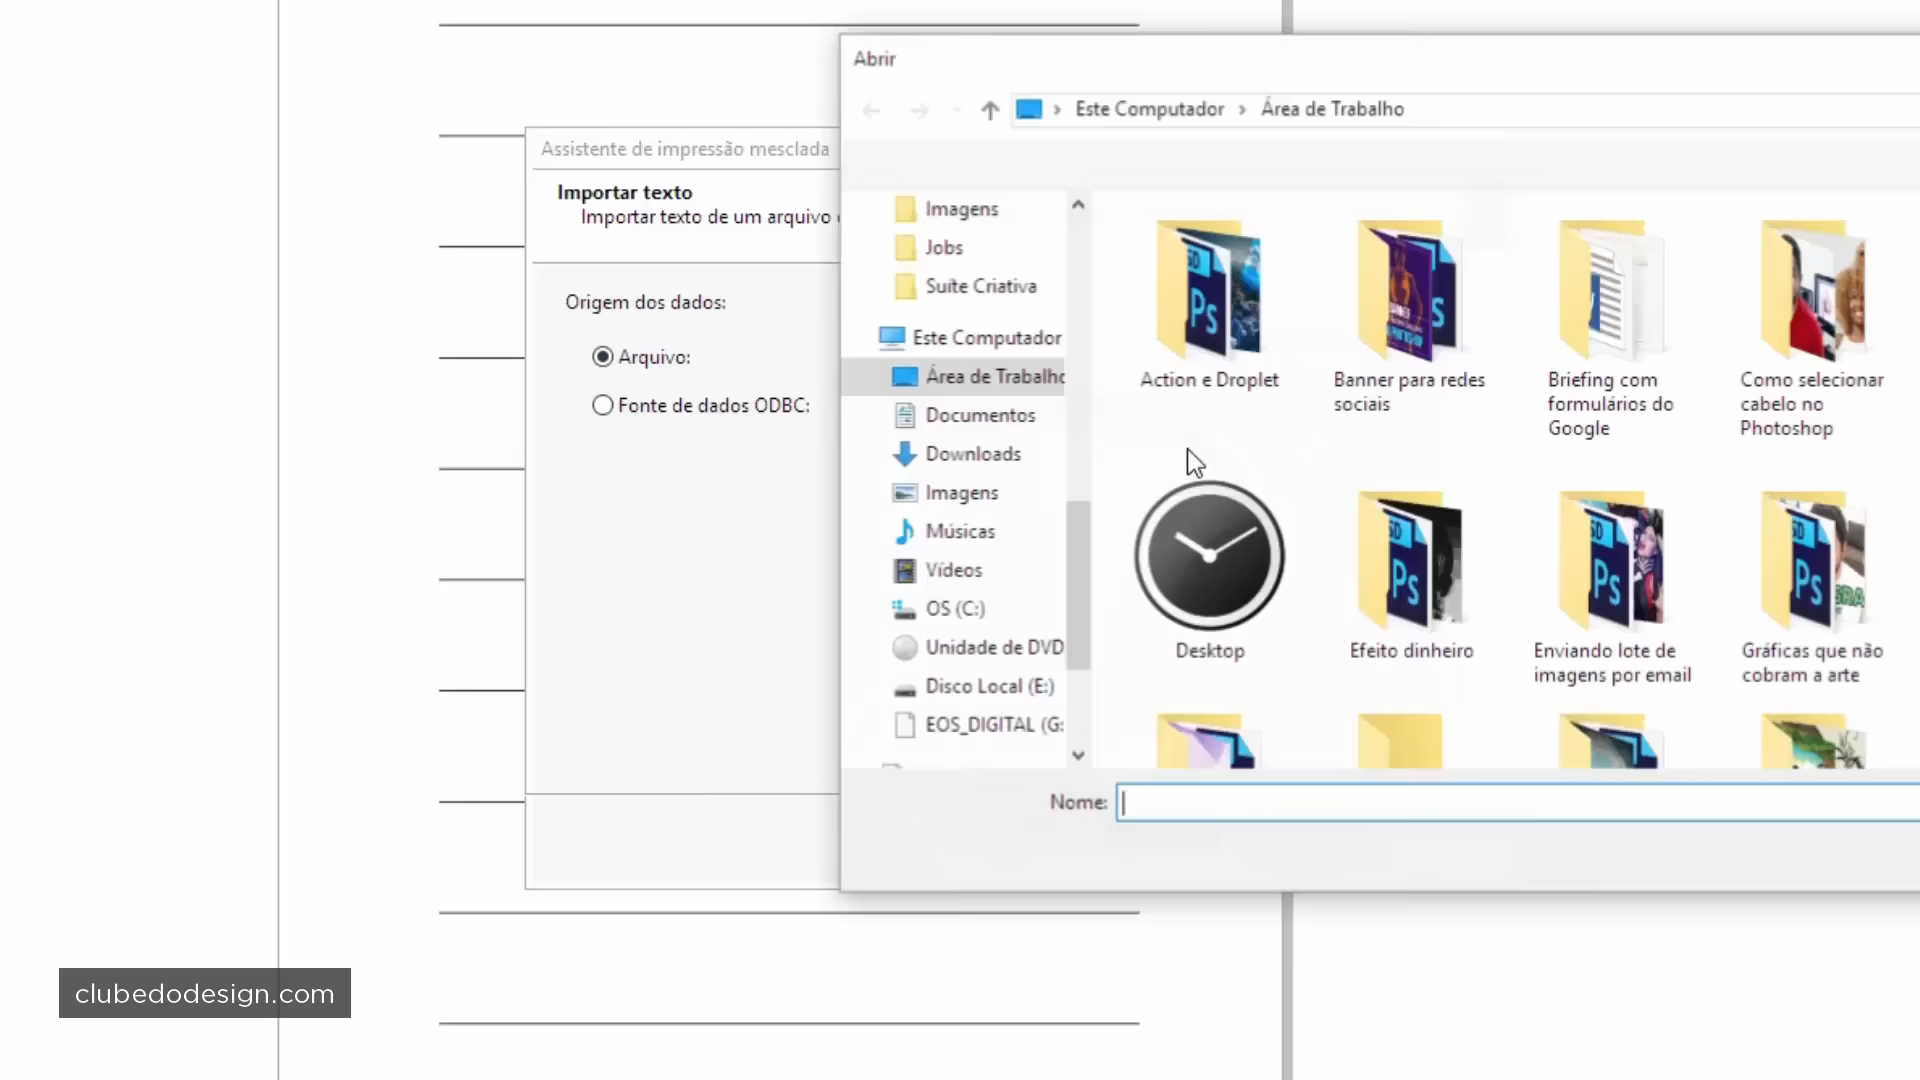 Abrir
Este Computador > Área de Trabalho
Assistente de impressão mesclada
Importar texto
Importar texto de um arquivo
Origem dos dados:
Arquivo:
Fonte de dados ODBC:
Imagens
Jobs
Suíte Criativa
Este Computador
Área de Trabalho
Documentos
Downloads
Imagens
Músicas
Vídeos
OS (C:)
Unidade de DVD
Disco Local (E:)
EOS_DIGITAL (G:
Action e Droplet
Banner para redes
sociais
Briefing com
formulários do
Google
Como selecionar
cabelo no
Photoshop
Desktop
Efeito dinheiro
Enviando lote de
imagens por email
Gráficas que não
cobram a arte
Nome:
clubedodesign.com